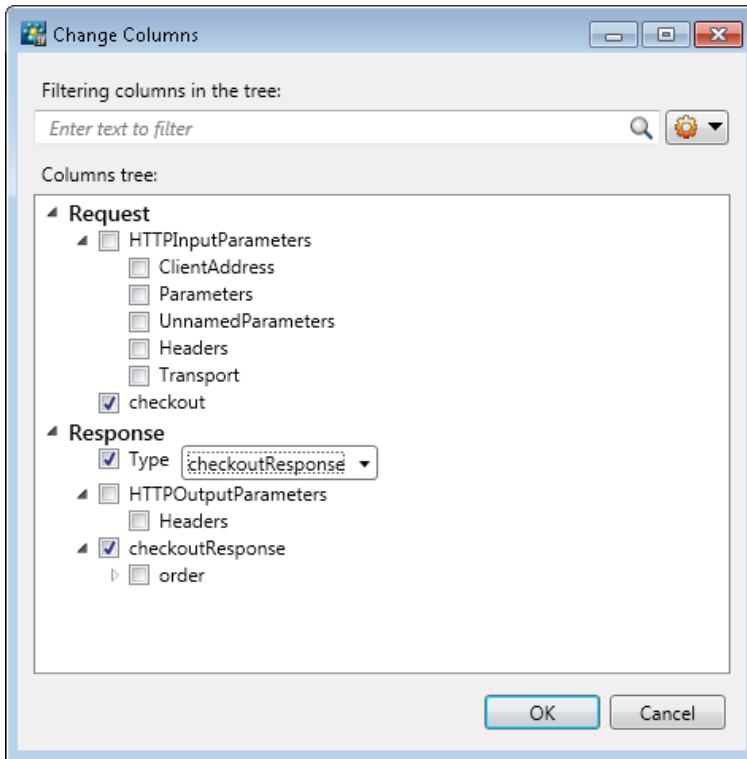 Change Columns
Filtering columns in the tree:
Enter text to filter
Columns tree:
Request
HTTPInputParameters
ClientAddress
Parameters
UnnamedParameters
Headers
Transport
checkout
Response
Type checkoutResponse
HTTPOutputParameters
Headers
checkoutResponse
order
OK Cancel